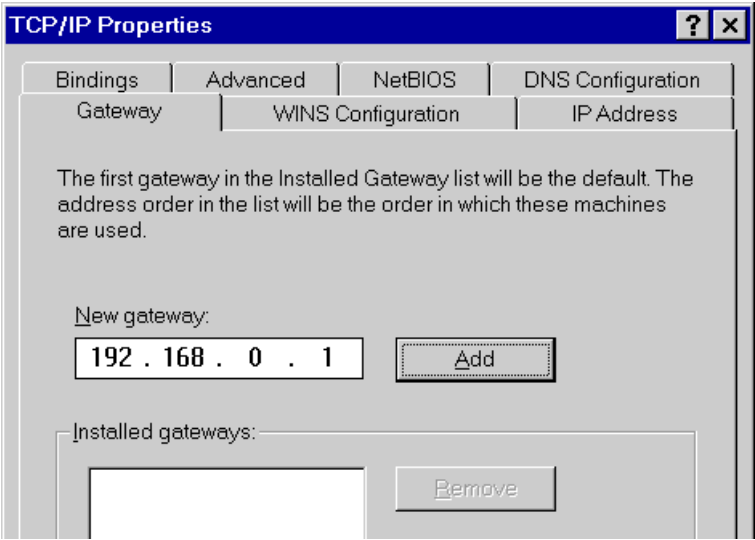 TCP/IP Properties
? ×
Bindings Advanced NetBIOS DNS Configuration
Gateway WINS Configuration IP Address
The first gateway in the Installed Gateway list will be the default. The
address order in the list will be the order in which these machines
are used.
New gateway:
192 . 168 . 0 . 1 Add
Installed gateways:
Remove